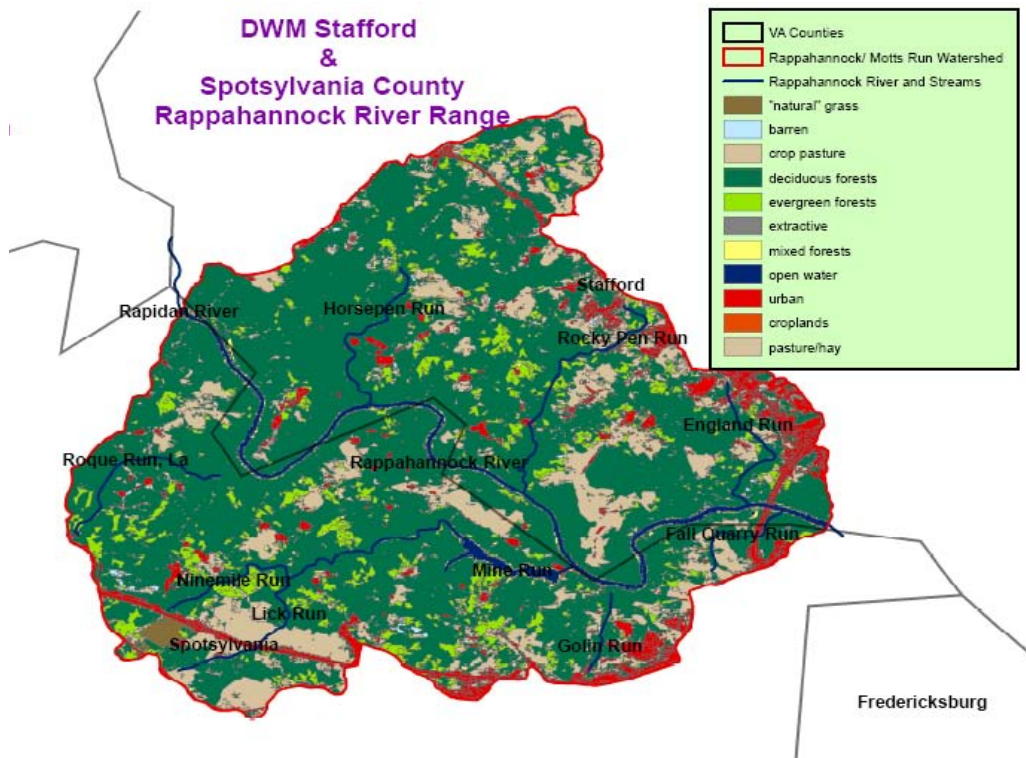 DWM Stafford
&
Spotsylvania County
Rappahannock River Range
VA Counties
Rappahannock/ Motts Run Watershed
Rappahannock River and Streams
"natural" grass
barren
crop pasture
deciduous forests
evergreen forests
extractive
mixed forests
open water
urban
croplands
pasture/hay
Stafford
Rapidan River
Horsepen Run
Rocky Pen Run
England Run
Roque Run, La
Rappahannock River
Fall Quarry Run
Ninemile Run
Mine Run
Lick Run
Spotsylvania
Golin Run
Fredericksburg